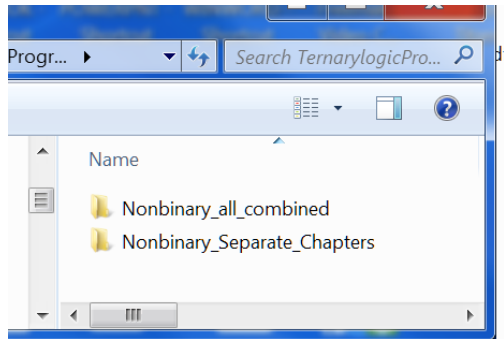 Progr...
Search TernarylogicPro...
Name
Nonbinary_all_combined
Nonbinary_Separate_Chapters